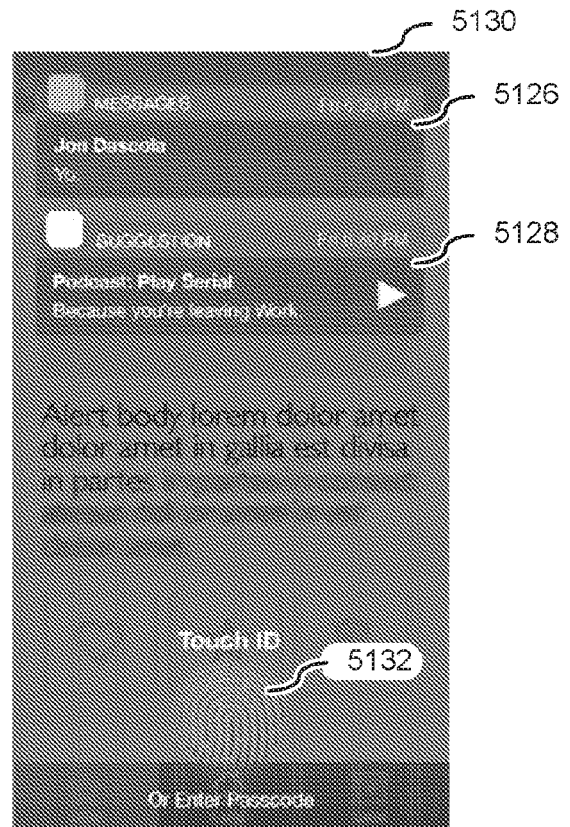 5130
MESSAGES
5126
Jon Dascola
Yo.
SUGGESTION
5128
Podcast: Play Serial
Because you're leaving Work
Alert body lorem dolor amet
dolor amet in gallia est divisa
in partes
Touch ID
5132
Or Enter Passcode